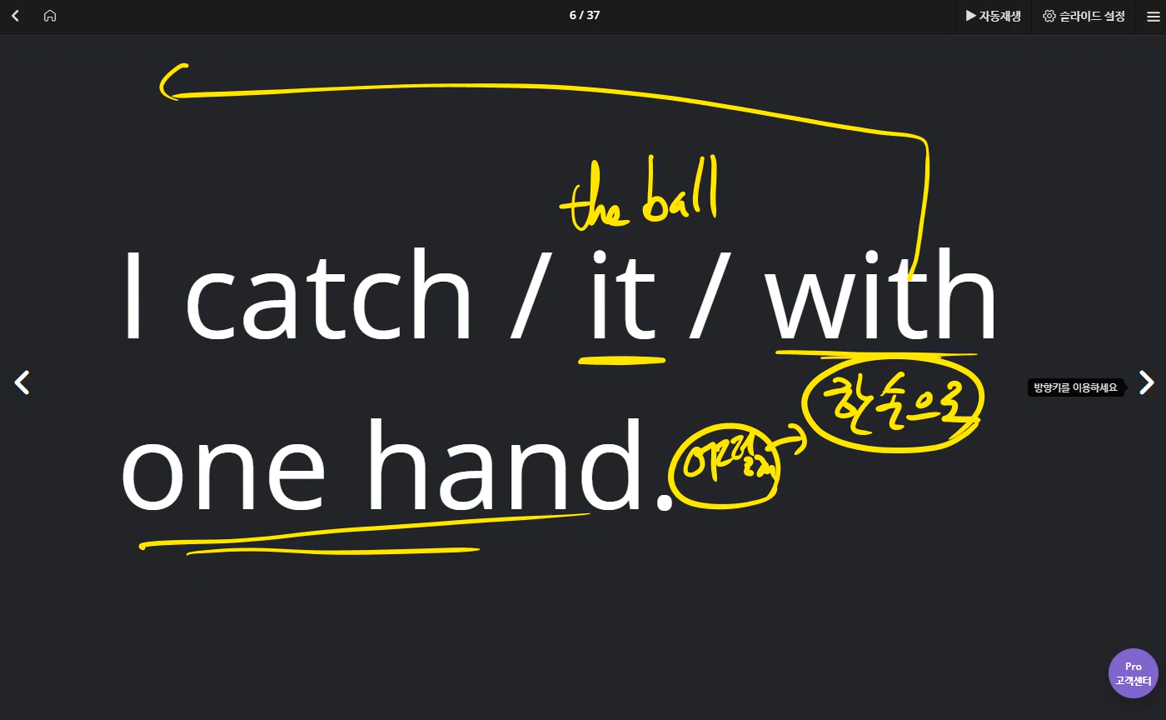 6 / 37
▶ 자동재생
슬라이드 설정
the ball
I catch / it / with
방향키를 이용하세요
한 손으로
one hand.
Pro
고객센터